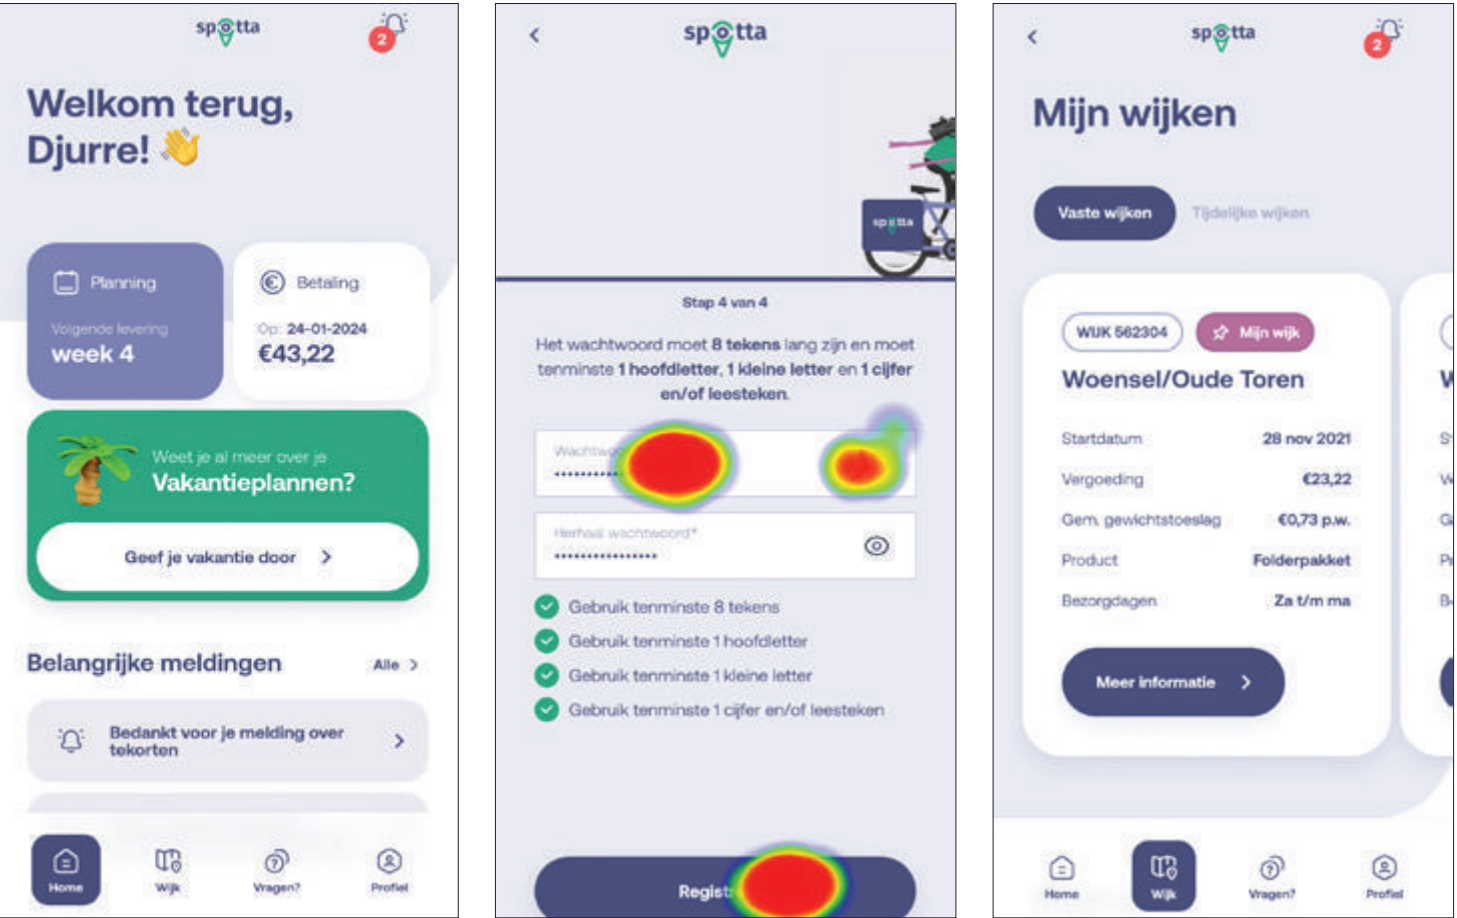 spotta
2
Welkom terug,
Djurre! 👋
Planning
Volgende levering
week 4
Betaling
Op: 24-01-2024
€43,22
Weet je al meer over je
Vakantieplannen?
Geef je vakantie door
Belangrijke meldingen
Alle
Bedankt voor je melding over
tekorten
Home
Wijk
Vragen?
Profiel
spotta
spotta
Stap 4 van 4
Het wachtwoord moet 8 tekens lang zijn en moet
tenminste 1 hoofdletter, 1 kleine letter en 1 cijfer
en/of leesteken.
••••••••••
Herhaal wachtwoord*
••••••••••••••••
Gebruik tenminste 8 tekens
Gebruik tenminste 1 hoofdletter
Gebruik tenminste 1 kleine letter
Gebruik tenminste 1 cijfer en/of leesteken
spotta
2
Mijn wijken
Vaste wijken
Tijdelijke wijken
WIJK 562304
Mijn wijk
Woensel/Oude Toren
Startdatum 28 nov 2021
Vergoeding €23,22
Gem. gewichtstoeslag €0,73 p.w.
Product Folderpakket
Bezorgdagen Za t/m ma
Meer informatie
Home
Wijk
Vragen?
Profiel